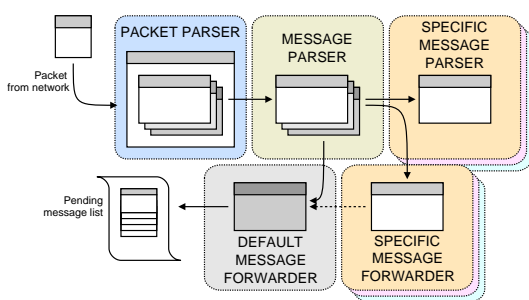 PACKET PARSER
MESSAGE
PARSER
SPECIFIC
MESSAGE
PARSER
Packet
from network
Pending
message list
DEFAULT
MESSAGE
FORWARDER
SPECIFIC
MESSAGE
FORWARDER